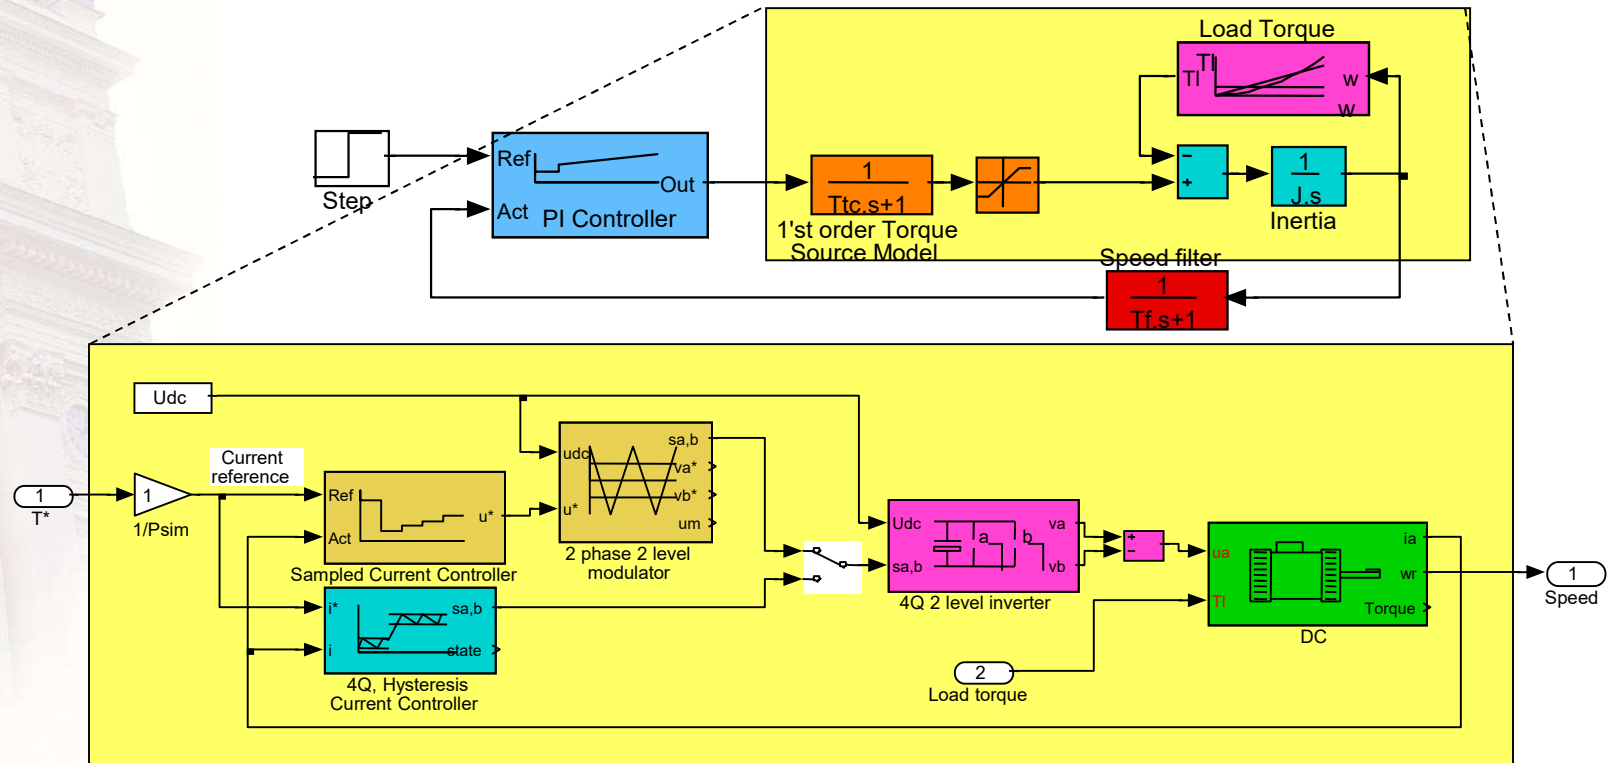 Load Torque
Tl
Tl
w
w
Step
Ref
Out
Act
PI Controller
1
Ttc.s+1
1'st order Torque
Source Model
-
+
1
J.s
Inertia
Speed filter
1
Tf.s+1
Udc
Current
reference
1
T*
1
1/Psim
Ref
u*
Act
Sampled Current Controller
udc
sa,b
va*
vb*
u*
um
2 phase 2 level
modulator
i*
sa,b
i
state
4Q, Hysteresis
Current Controller
Udc
va
a
b
sa,b
vb
4Q 2 level inverter
+
-
ua
ia
wr
Tl
Torque
DC
1
Speed
2
Load torque